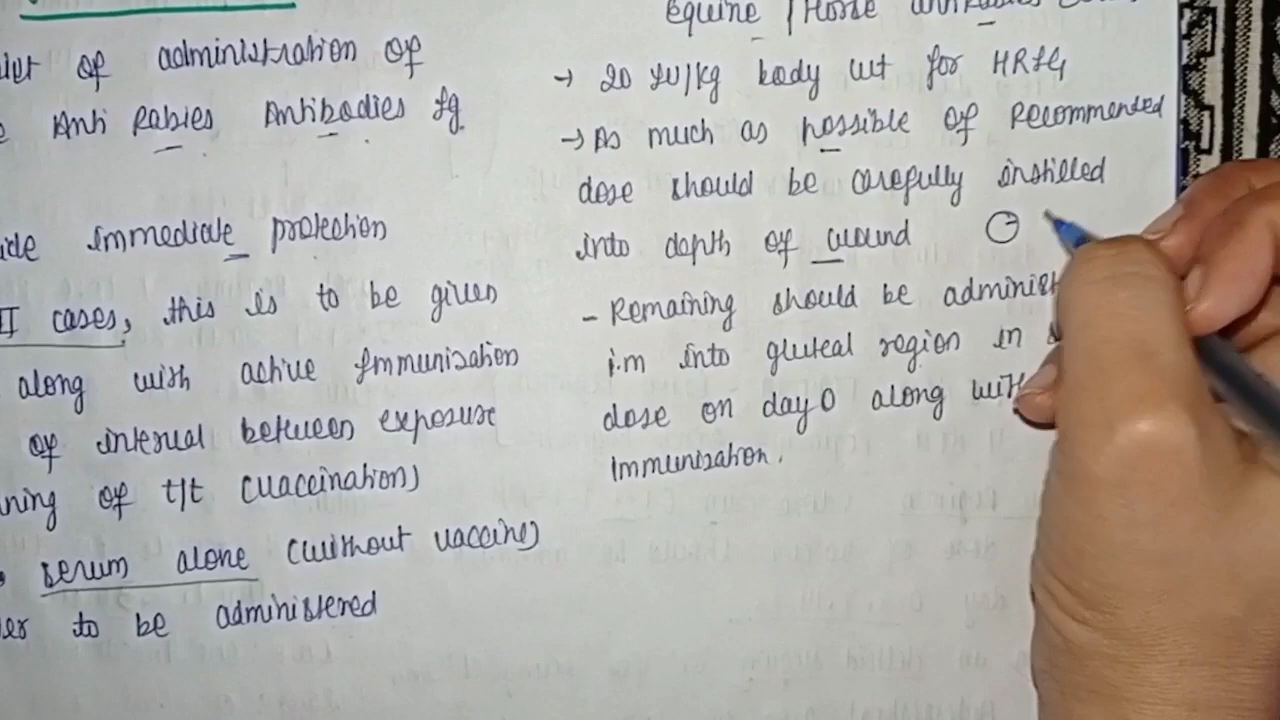 of administration of
Anti Rabies Antibodies Ig.
immediate protection
II cases, this is to be given
along with active Immunisation
of interval between exposure
ning of t/t (vaccination)
serum alone (without vaccine)
to be administered
Equine / Horse
→ 20 IU/kg body wt for HRIG
→ As much as possible of Recommended
dose should be carefully instilled
into depth of wound
- Remaining should be administ
i.m into gluteal region in
dose on day 0 along with
Immunisation.